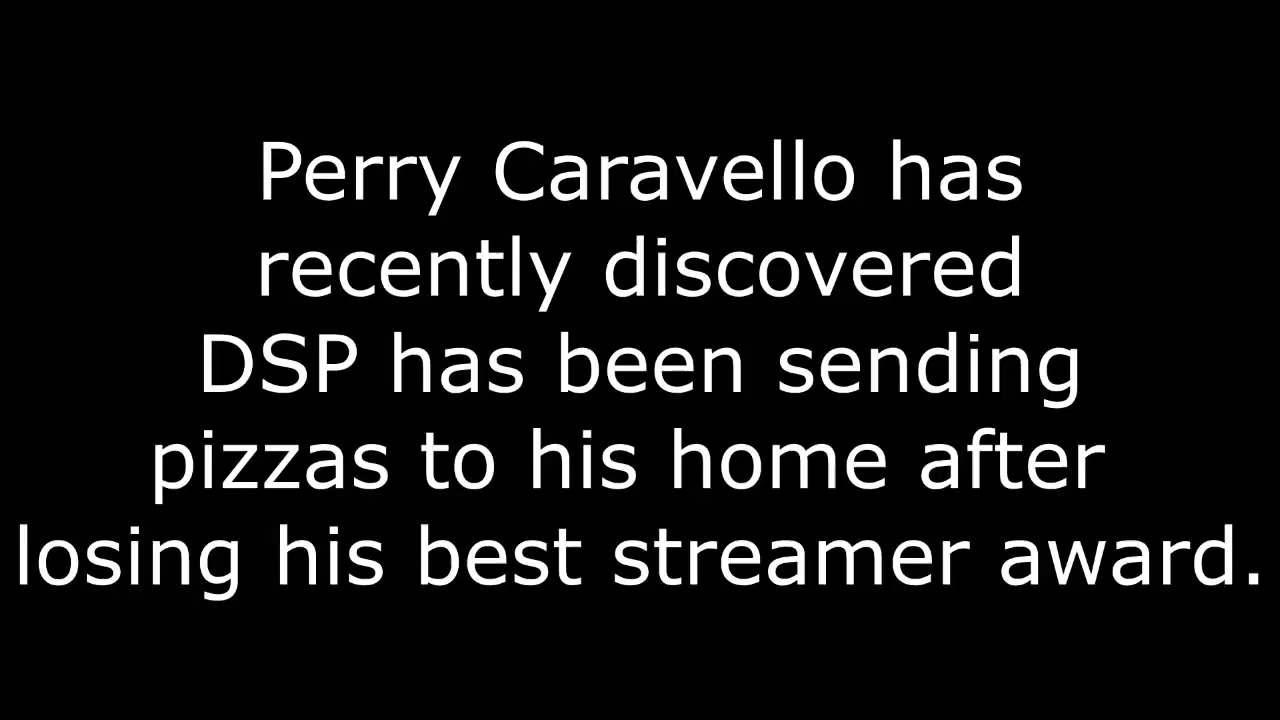 Perry Caravello has
recently discovered
DSP has been sending
pizzas to his home after
losing his best streamer award.